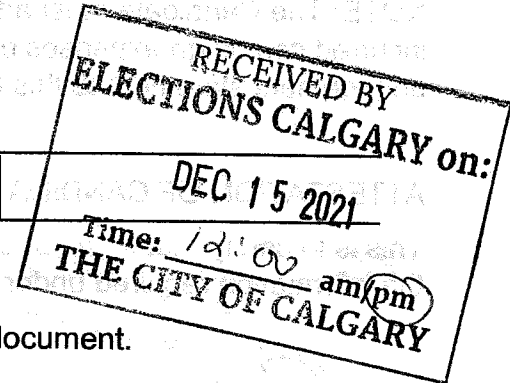 RECEIVED BY
ELECTIONS CALGARY on:
DEC 15 2021
Time: 12:00 am/pm
THE CITY OF CALGARY
document.